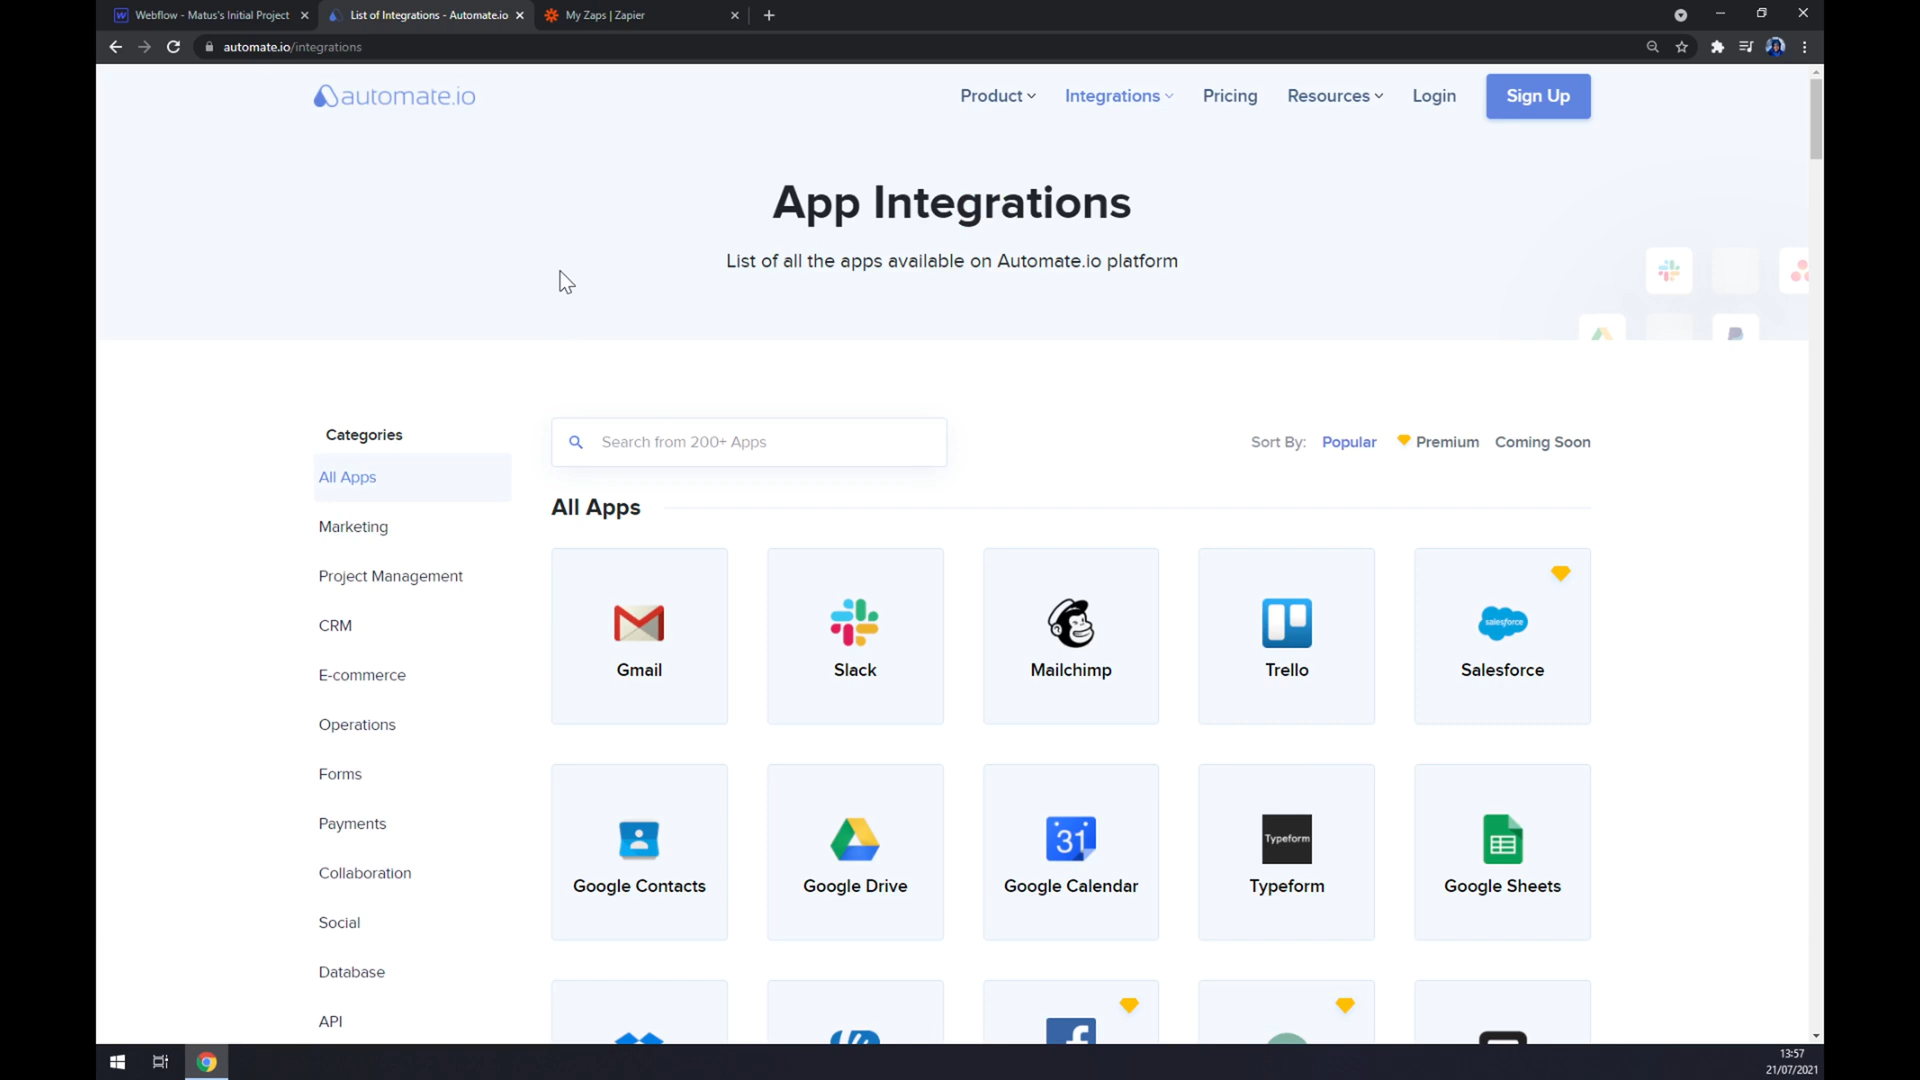 Webflow - Matus's Initial Project
List of Integrations - Automate.io
My Zaps | Zapier
automate.io/integrations
automate.io
Product
Integrations
Pricing
Resources
Login
Sign Up
App Integrations
List of all the apps available on Automate.io platform
Categories
All Apps
Marketing
Project Management
CRM
E-commerce
Operations
Forms
Payments
Collaboration
Social
Database
API
Search from 200+ Apps
Sort By:
Popular
Premium
Coming Soon
All Apps
Gmail
Slack
Mailchimp
Trello
salesforce
Salesforce
Google Contacts
Google Drive
31
Google Calendar
Typeform
Typeform
Google Sheets
13:57
21/07/2021